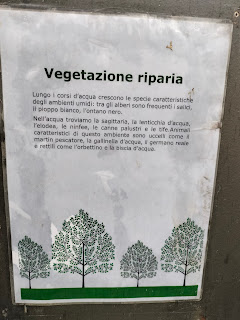 Vegetazione riparia
Lungo i corsi d'acqua crescono le specie caratteristiche
degli ambienti umidi: tra gli alberi sono frequenti i salici,
il pioppo bianco, l'ontano nero.
Nell'acqua troviamo la sagittaria, la lenticchia d'acqua,
l'elodea, le ninfee, le canne palustri e le tife.Animali
caratteristici di questo ambiente sono uccelli come il
martin pescatore, la gallinella d'acqua, il germano reale
e rettili come l'orbettino e la biscia d'acqua.